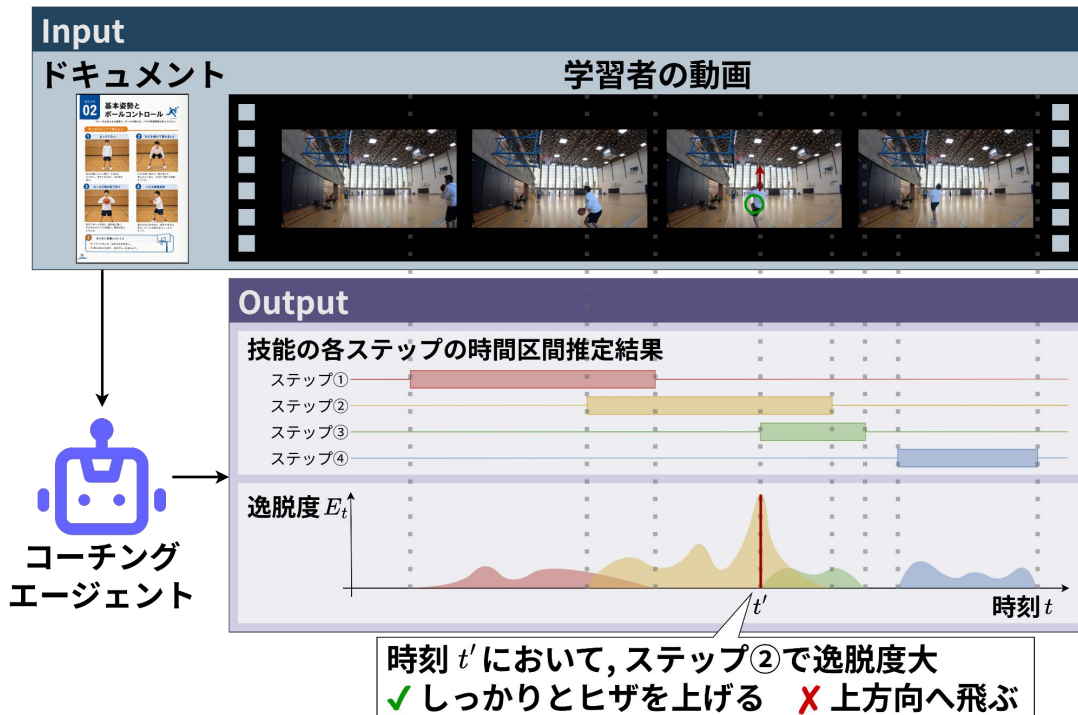 Input
ドキュメント
学習者の動画
02
基本姿勢と
ボールコントロール
Output
技能の各ステップの時間区間推定結果
ステップ①
ステップ②
ステップ③
ステップ④
逸脱度 E_t
t′
時刻 t
コーチング
エージェント
時刻 t′ において, ステップ②で逸脱度大
✓ しっかりとヒザを上げる ✗ 上方向へ飛ぶ